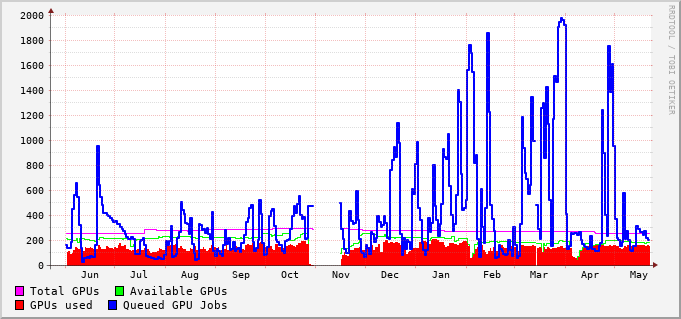 2000
1800
1600
1400
1200
1000
800
600
400
200
0
Jun Jul Aug Sep Oct Nov Dec Jan Feb Mar Apr May
Total GPUs Available GPUs
GPUs used Queued GPU Jobs
RRDTOOL / TOBI OETIKER